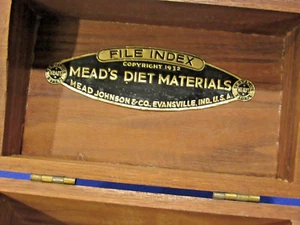 FILE INDEX
COPYRIGHT 1932
MEAD'S DIET MATERIALS
MEAD JOHNSON & CO. EVANSVILLE, IND. U.S.A.